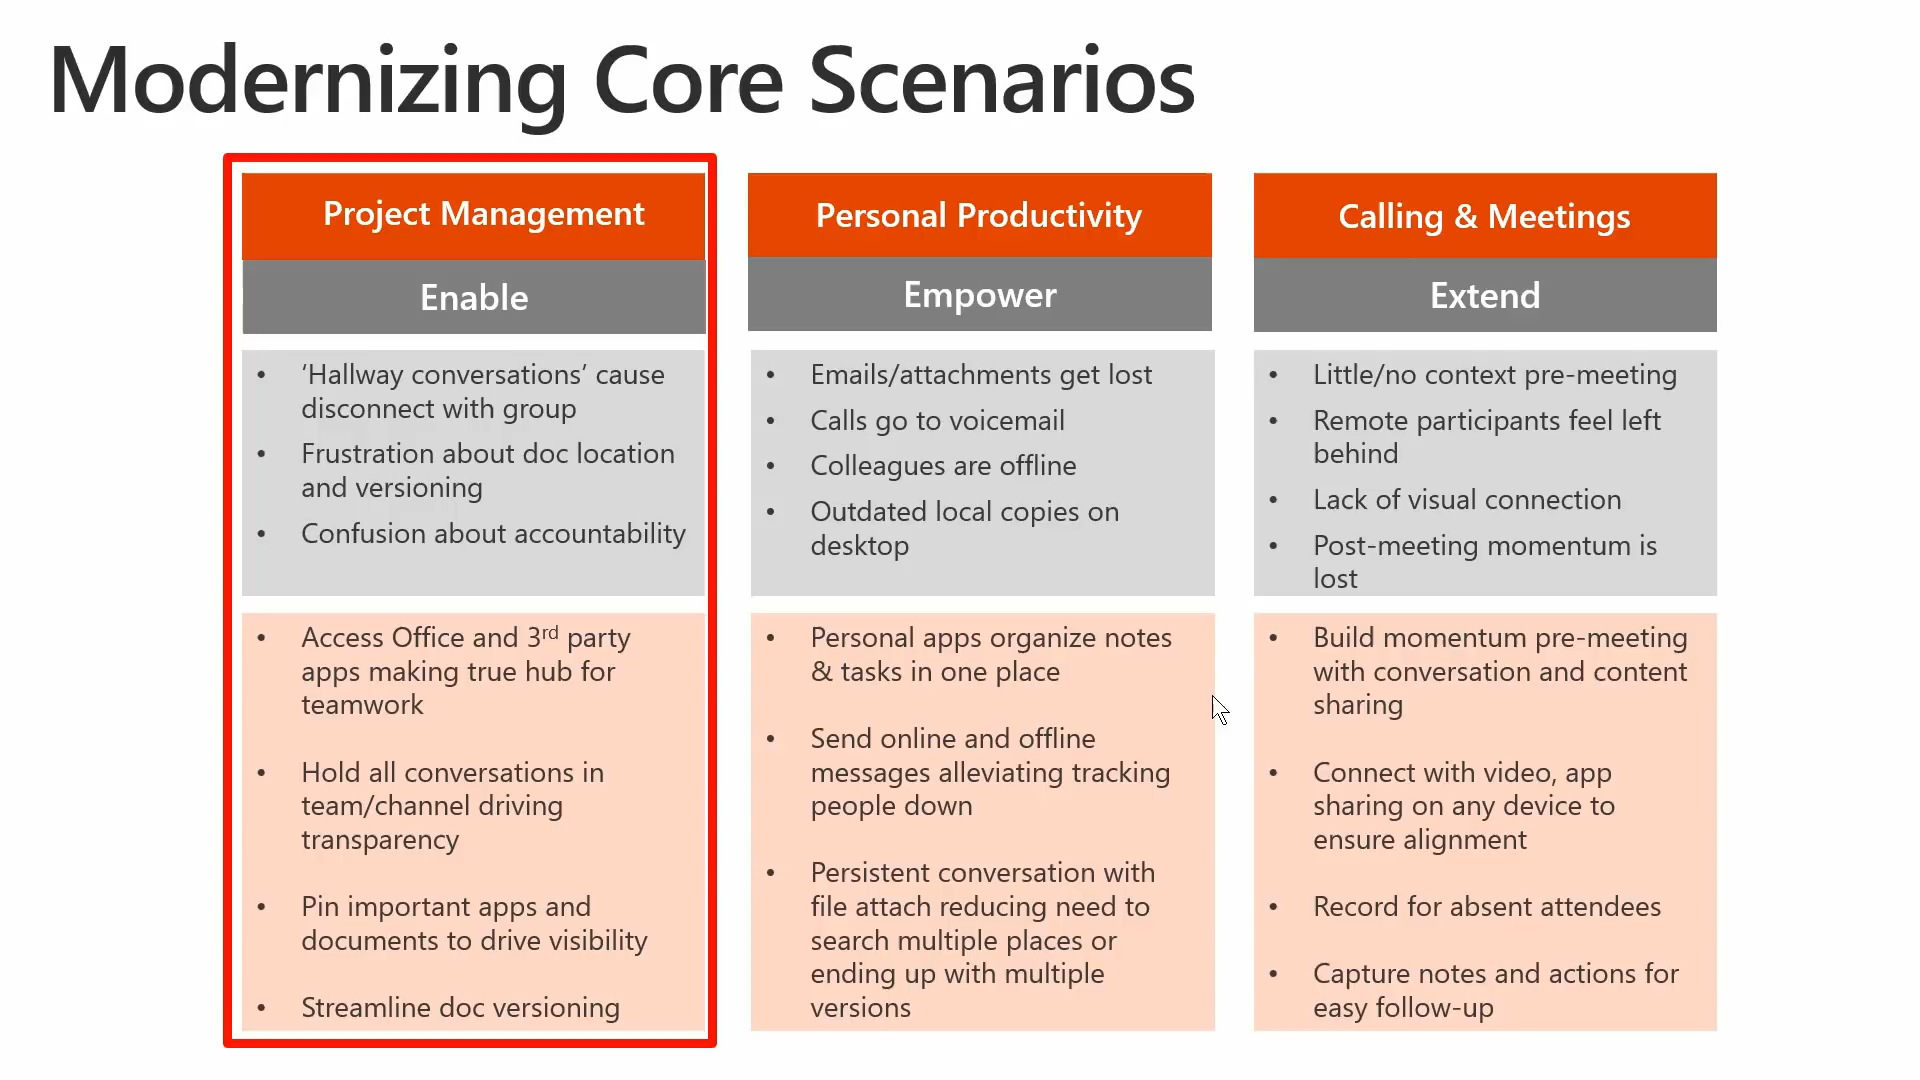 Modernizing Core Scenarios
Project Management
Enable
• ‘Hallway conversations’ cause
disconnect with group
• Frustration about doc location
and versioning
• Confusion about accountability
• Access Office and 3rd party
apps making true hub for
teamwork
• Hold all conversations in
team/channel driving
transparency
• Pin important apps and
documents to drive visibility
• Streamline doc versioning
Personal Productivity
Empower
• Emails/attachments get lost
• Calls go to voicemail
• Colleagues are offline
• Outdated local copies on
desktop
• Personal apps organize notes
& tasks in one place
• Send online and offline
messages alleviating tracking
people down
• Persistent conversation with
file attach reducing need to
search multiple places or
ending up with multiple
versions
Calling & Meetings
Extend
• Little/no context pre-meeting
• Remote participants feel left
behind
• Lack of visual connection
• Post-meeting momentum is
lost
• Build momentum pre-meeting
with conversation and content
sharing
• Connect with video, app
sharing on any device to
ensure alignment
• Record for absent attendees
• Capture notes and actions for
easy follow-up